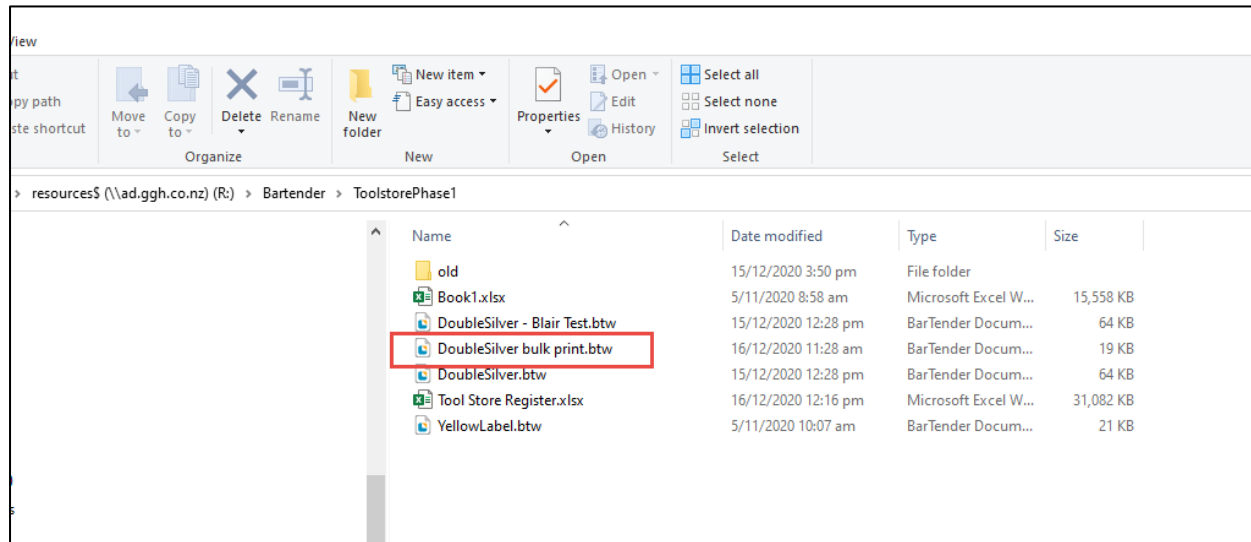 View
New item
Open
Select all
Easy access
Edit
Select none
Move to
Copy to
Delete
Rename
New folder
Properties
History
Invert selection
Organize
New
Open
Select
resources$ (\\ad.ggh.co.nz) (R:) > Bartender > ToolstorePhase1
Name Date modified Type Size
old 15/12/2020 3:50 pm File folder
Book1.xlsx 5/11/2020 8:58 am Microsoft Excel W... 15,558 KB
DoubleSilver - Blair Test.btw 15/12/2020 12:28 pm BarTender Docum... 64 KB
DoubleSilver bulk print.btw 16/12/2020 11:28 am BarTender Docum... 19 KB
DoubleSilver.btw 15/12/2020 12:28 pm BarTender Docum... 64 KB
Tool Store Register.xlsx 16/12/2020 12:16 pm Microsoft Excel W... 31,082 KB
YellowLabel.btw 5/11/2020 10:07 am BarTender Docum... 21 KB